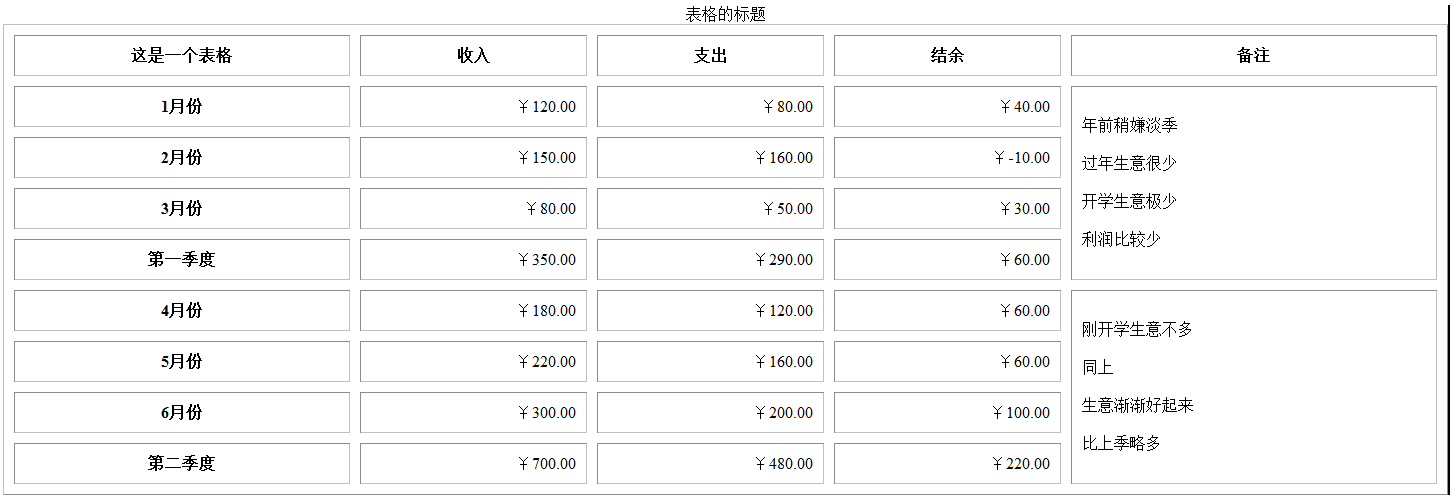 表格的标题
这是一个表格 收入 支出 结余 备注
1月份 ￥120.00 ￥80.00 ￥40.00
2月份 ￥150.00 ￥160.00 ￥-10.00
3月份 ￥80.00 ￥50.00 ￥30.00
第一季度 ￥350.00 ￥290.00 ￥60.00
年前稍嫌淡季
过年生意很少
开学生意极少
利润比较少
4月份 ￥180.00 ￥120.00 ￥60.00
5月份 ￥220.00 ￥160.00 ￥60.00
6月份 ￥300.00 ￥200.00 ￥100.00
第二季度 ￥700.00 ￥480.00 ￥220.00
刚开学生意不多
同上
生意渐渐好起来
比上季略多